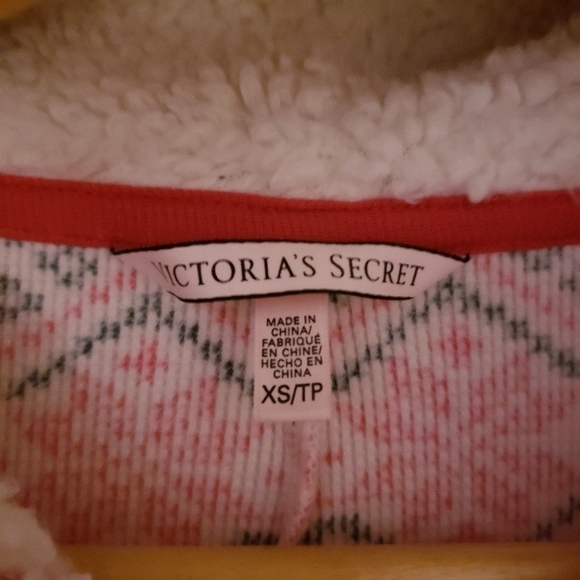 VICTORIA'S SECRET
MADE IN
CHINA/
FABRIQUÉ
EN CHINE/
HECHO EN
CHINA
XS/TP